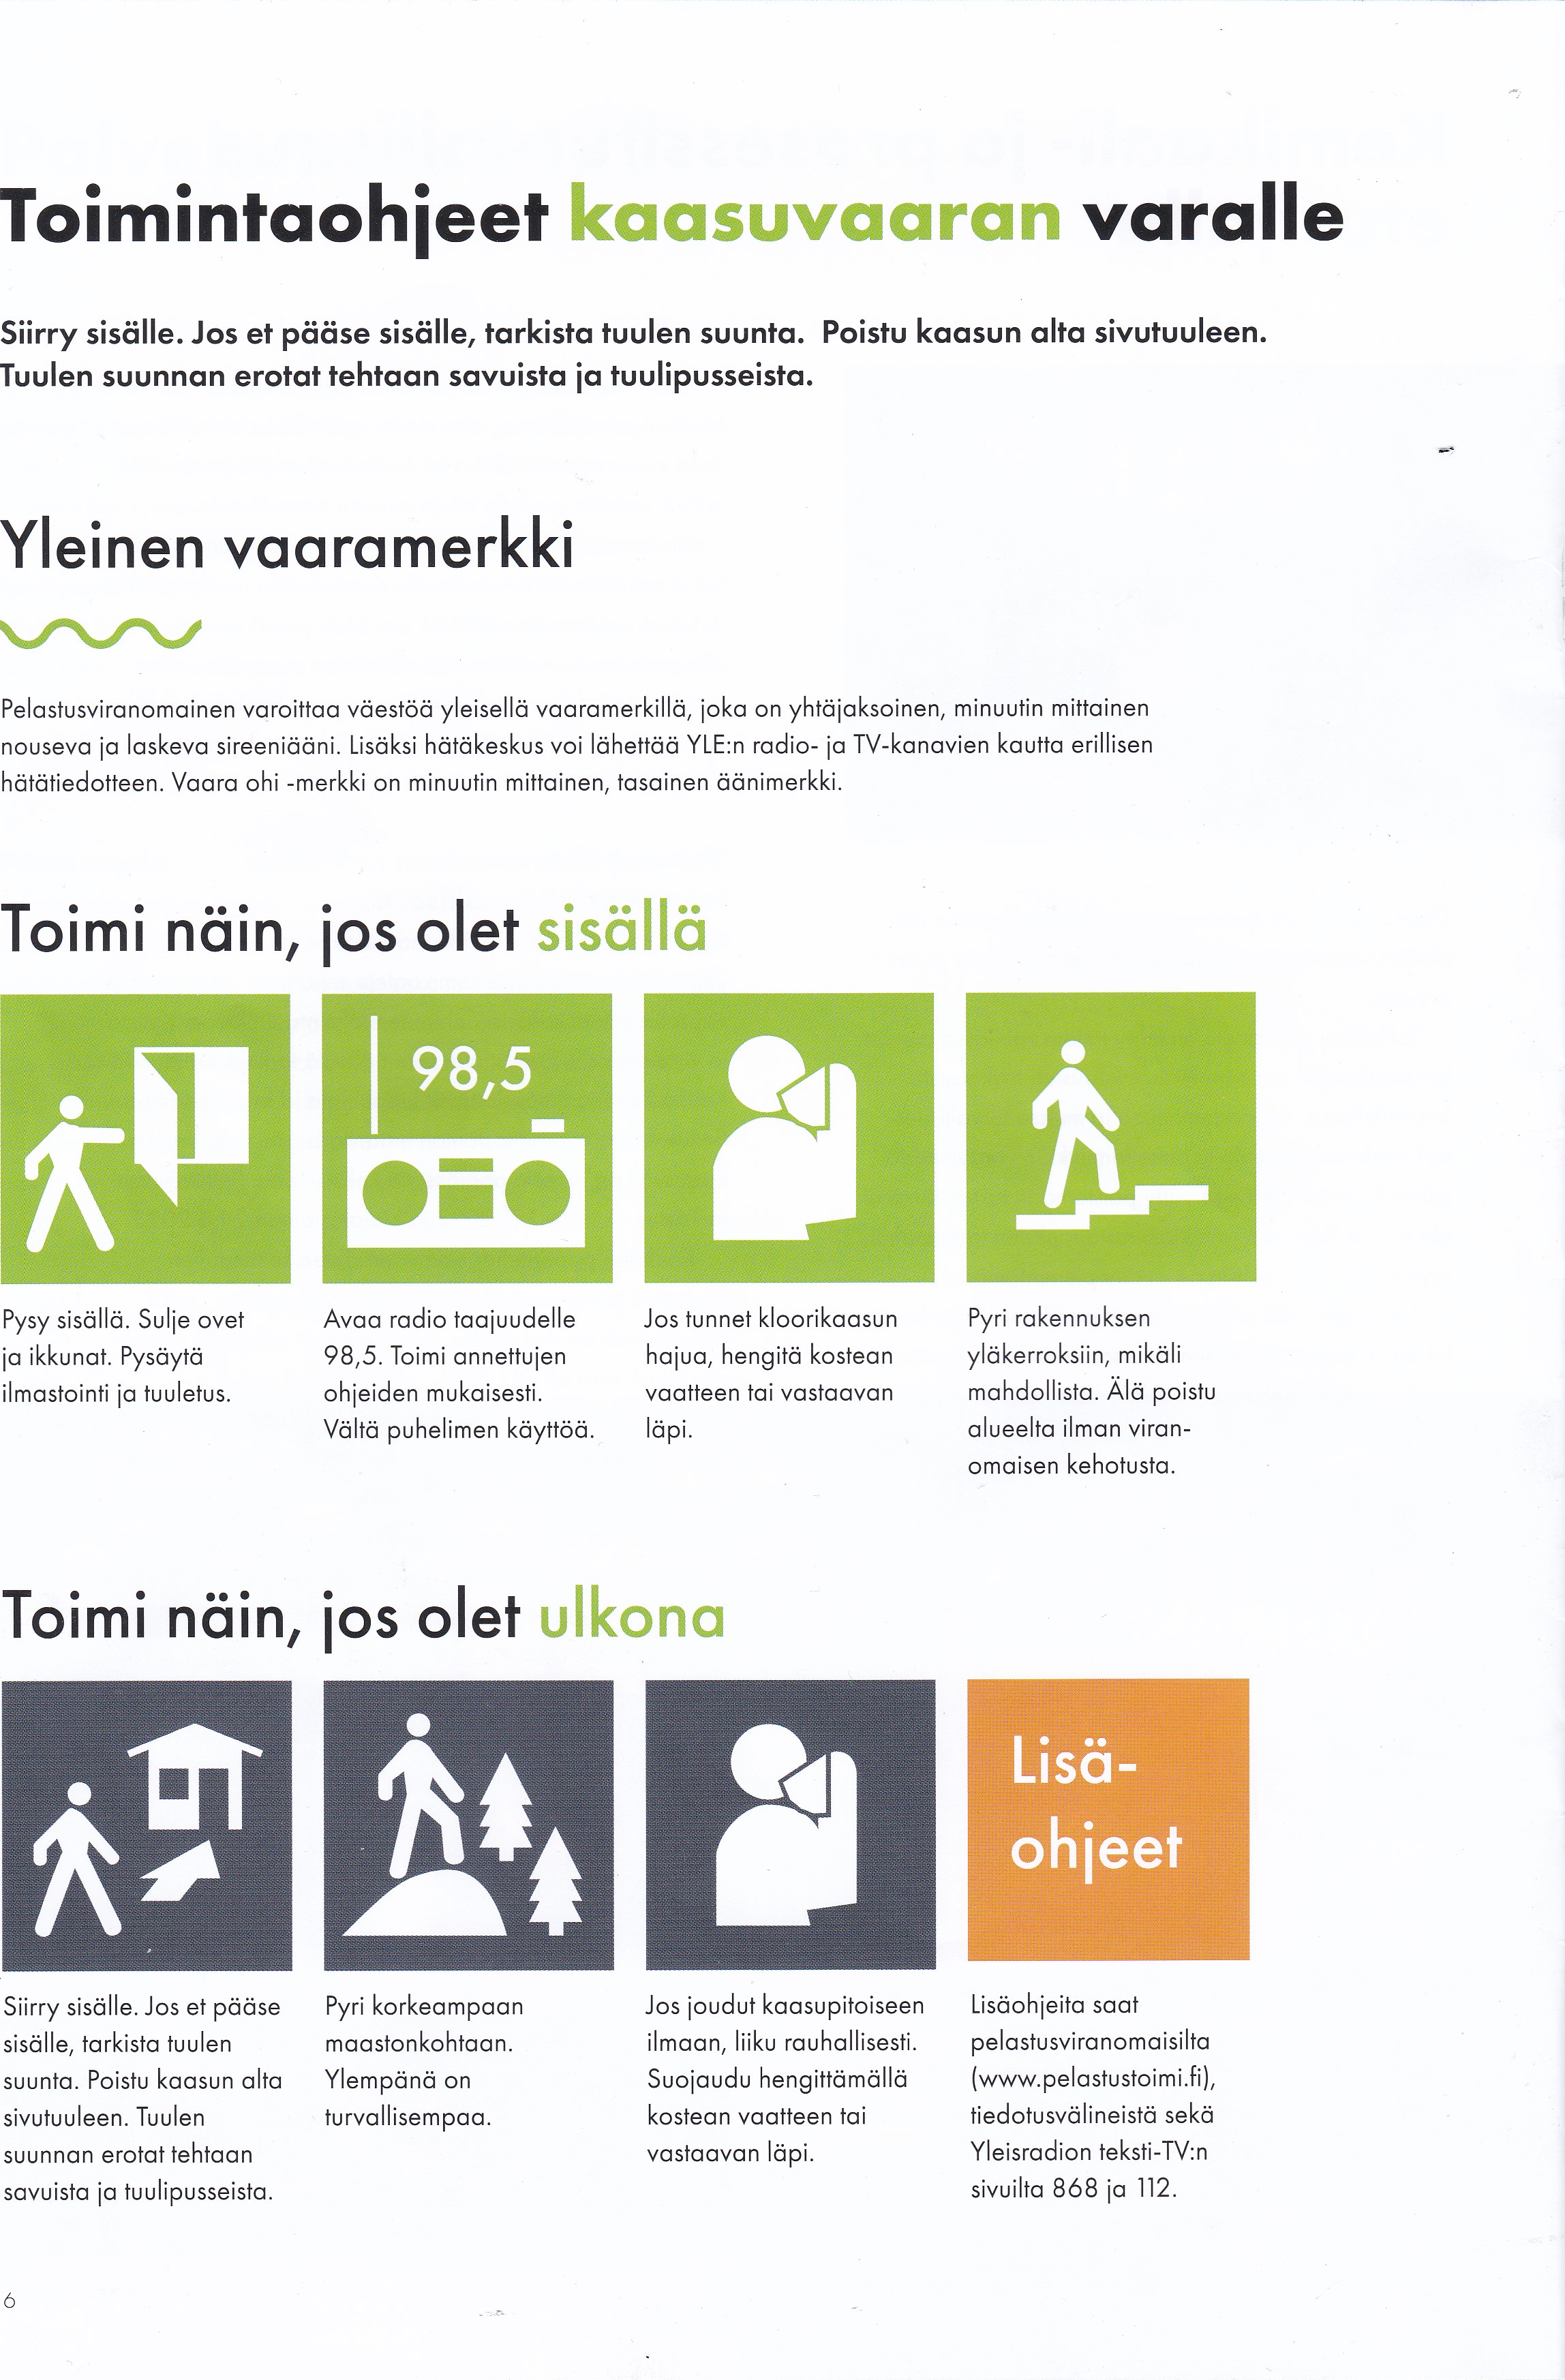 Toimintaohjeet kaasuvaaran varalle
Siirry sisälle. Jos et pääse sisälle, tarkista tuulen suunta. Poistu kaasun alta sivutuuleen.
Tuulen suunnan erotat tehtaan savuista ja tuulipusseista.
Yleinen vaaramerkki
Pelastusviranomainen varoittaa väestöä yleisellä vaaramerkillä, joka on yhtäjaksoinen, minuutin mittainen
nouseva ja laskeva sireeniääni. Lisäksi hätäkeskus voi lähettää YLE:n radio- ja TV-kanavien kautta erillisen
hätätiedotteen. Vaara ohi -merkki on minuutin mittainen, tasainen äänimerkki.
Toimi näin, jos olet sisällä
98,5
Pysy sisällä. Sulje ovet
ja ikkunat. Pysäytä
ilmastointi ja tuuletus.
Avaa radio taajuudelle
98,5. Toimi annettujen
ohjeiden mukaisesti.
Vältä puhelimen käyttöä.
Jos tunnet kloorikaasun
hajua, hengitä kostean
vaatteen tai vastaavan
läpi.
Pyri rakennuksen
yläkerroksiin, mikäli
mahdollista. Älä poistu
alueelta ilman viran-
omaisen kehotusta.
Toimi näin, jos olet ulkona
Siirry sisälle. Jos et pääse
sisälle, tarkista tuulen
suunta. Poistu kaasun alta
sivutuuleen. Tuulen
suunnan erotat tehtaan
savuista ja tuulipusseista.
Pyri korkeampaan
maastonkohtaan.
Ylempänä on
turvallisempaa.
Jos joudut kaasupitoiseen
ilmaan, liiku rauhallisesti.
Suojaudu hengittämällä
kostean vaatteen tai
vastaavan läpi.
Lisä-
ohjeet
Lisäohjeita saat
pelastusviranomaisilta
(www.pelastustoimi.fi),
tiedotusvälineistä sekä
Yleisradion teksti-TV:n
sivuilta 868 ja 112.
6